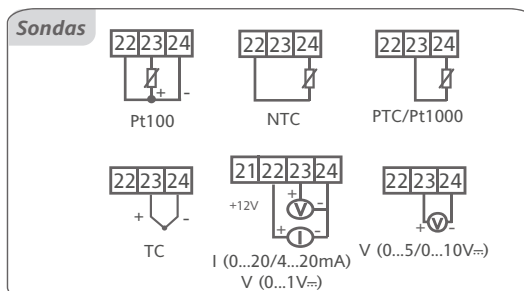 Sondas
22 23 24
+ -
Pt100
22 23 24
NTC
22 23 24
PTC/Pt1000
22 23 24
+ -
TC
21 22 23 24
+12V
+ V -
+ I -
I (0...20/4...20mA)
V (0...1V⎓)
22 23 24
+ V -
V (0...5/0...10V⎓)